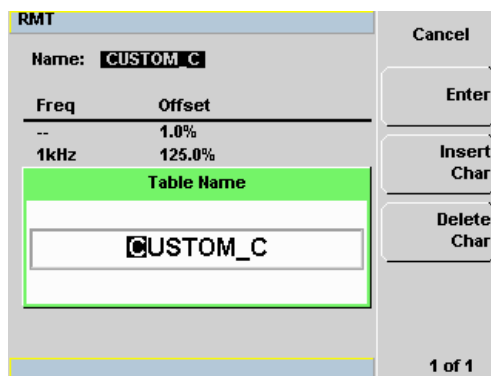 RMT
Cancel
Name: CUSTOM_C
Enter
Freq Offset
-- 1.0%
1kHz 125.0%
Insert
Char
Table Name
CUSTOM_C
Delete
Char
1 of 1